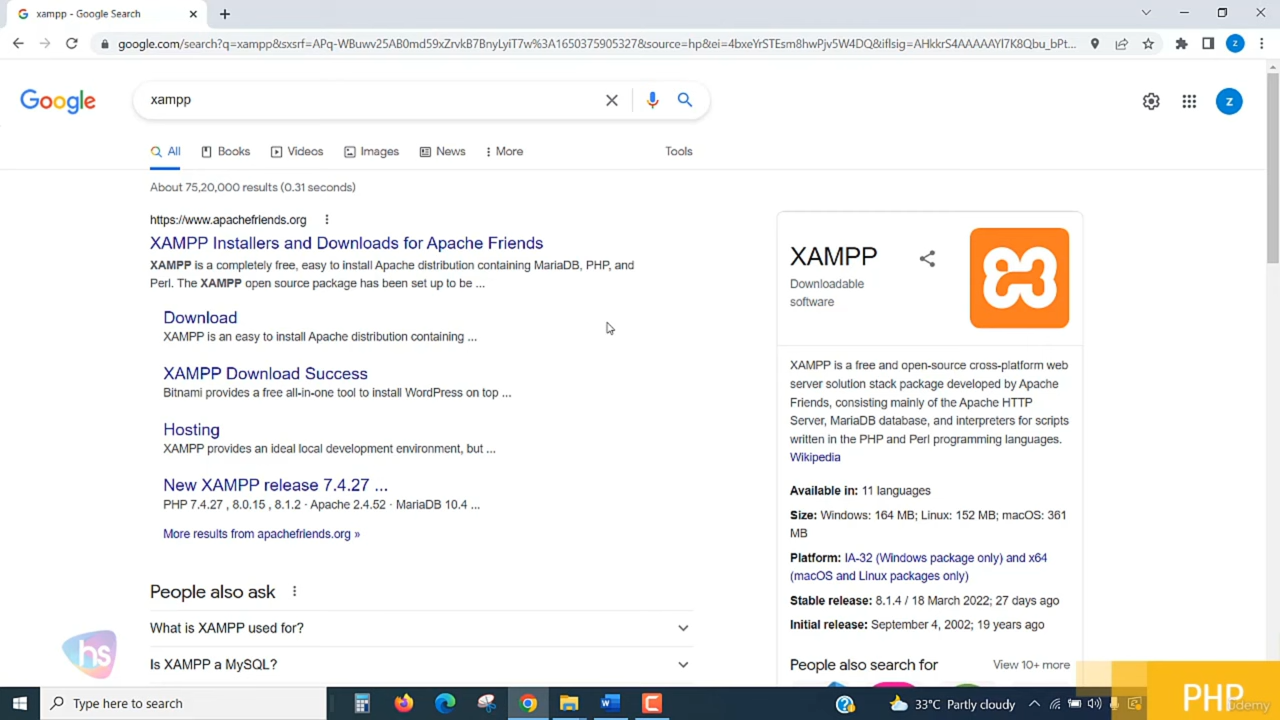 xampp - Google Search
google.com/search?q=xampp&sxsrf=APq-WBuwv25AB0md59xZrvkB7BnyLyiT7w%3A1650375905327&source=hp&ei=4bxeYrSTEsm8hwPjv5W4DQ&iflsig=AHkkrS4AAAAAYl7K8Qbu_bPt...
Z
Google
xampp
Z
All
Books
Videos
Images
News
More
Tools
About 75,20,000 results (0.31 seconds)
https://www.apachefriends.org
XAMPP Installers and Downloads for Apache Friends
XAMPP is a completely free, easy to install Apache distribution containing MariaDB, PHP, and
Perl. The XAMPP open source package has been set up to be ...
Download
XAMPP is an easy to install Apache distribution containing ...
XAMPP Download Success
Bitnami provides a free all-in-one tool to install WordPress on top ...
Hosting
XAMPP provides an ideal local development environment, but ...
New XAMPP release 7.4.27 ...
PHP 7.4.27 , 8.0.15 , 8.1.2 · Apache 2.4.52 · MariaDB 10.4 ...
More results from apachefriends.org »
People also ask
What is XAMPP used for?
Is XAMPP a MySQL?
XAMPP
Downloadable
software
XAMPP is a free and open-source cross-platform web
server solution stack package developed by Apache
Friends, consisting mainly of the Apache HTTP
Server, MariaDB database, and interpreters for scripts
written in the PHP and Perl programming languages.
Wikipedia
Available in: 11 languages
Size: Windows: 164 MB; Linux: 152 MB; macOS: 361
MB
Platform: IA-32 (Windows package only) and x64
(macOS and Linux packages only)
Stable release: 8.1.4 / 18 March 2022; 27 days ago
Initial release: September 4, 2002; 19 years ago
People also search for
View 10+ more
hs
Type here to search
33°C Partly cloudy
PHP
udemy